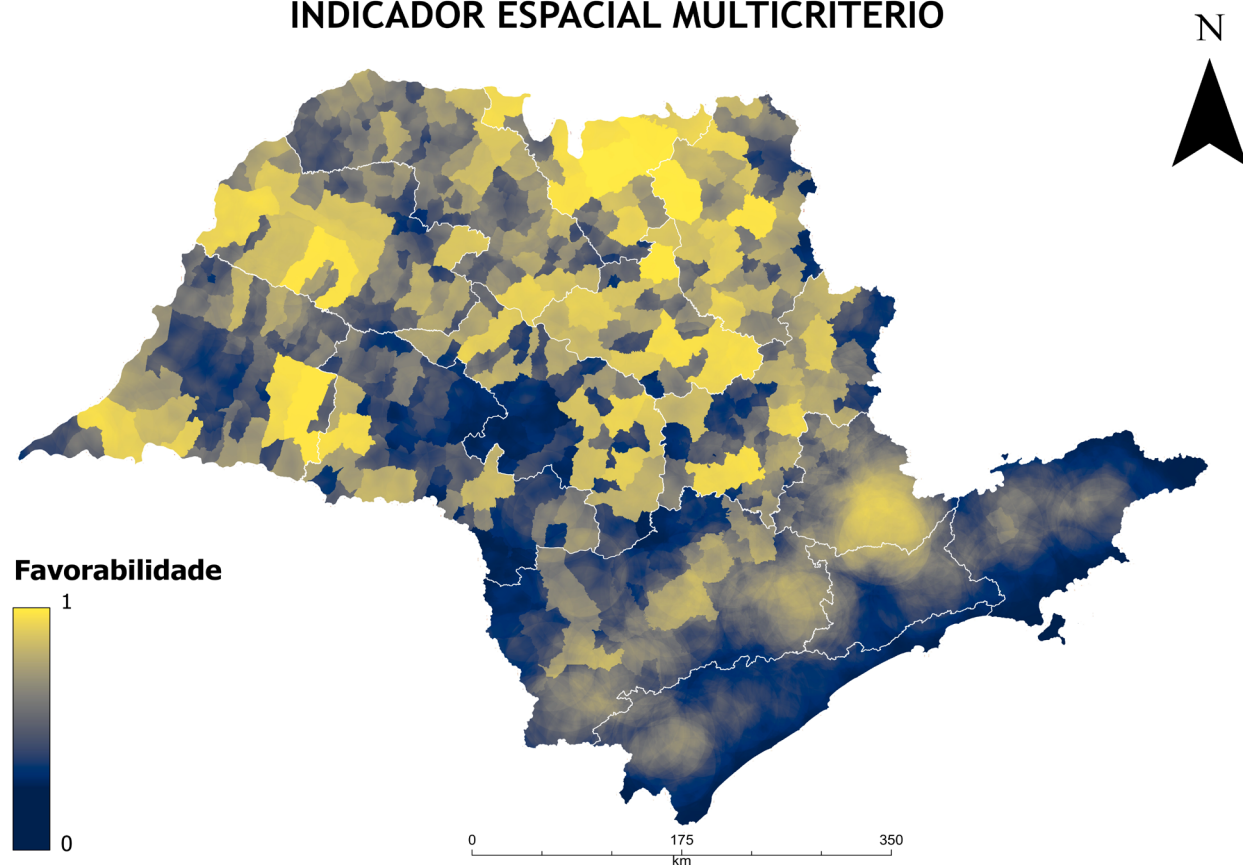 INDICADOR ESPACIAL MULTICRITERIO
N
Favorabilidade
1
0
0 175 350
km